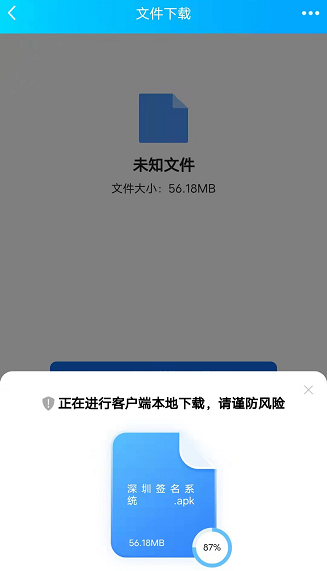 文件下载
未知文件
文件大小：56.18MB
正在进行客户端本地下载，请谨防风险
深圳签名系
统 .apk
56.18MB
87%